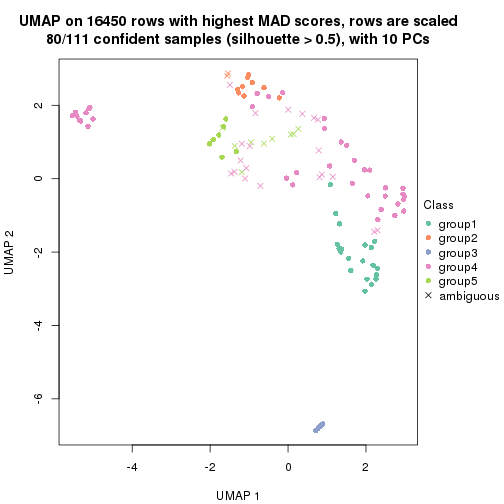 UMAP on 16450 rows with highest MAD scores, rows are scaled
80/111 confident samples (silhouette > 0.5), with 10 PCs
2
0
-2
-4
-6
UMAP 2
-4
-2
0
2
UMAP 1
Class
group1
group2
group3
group4
group5
ambiguous